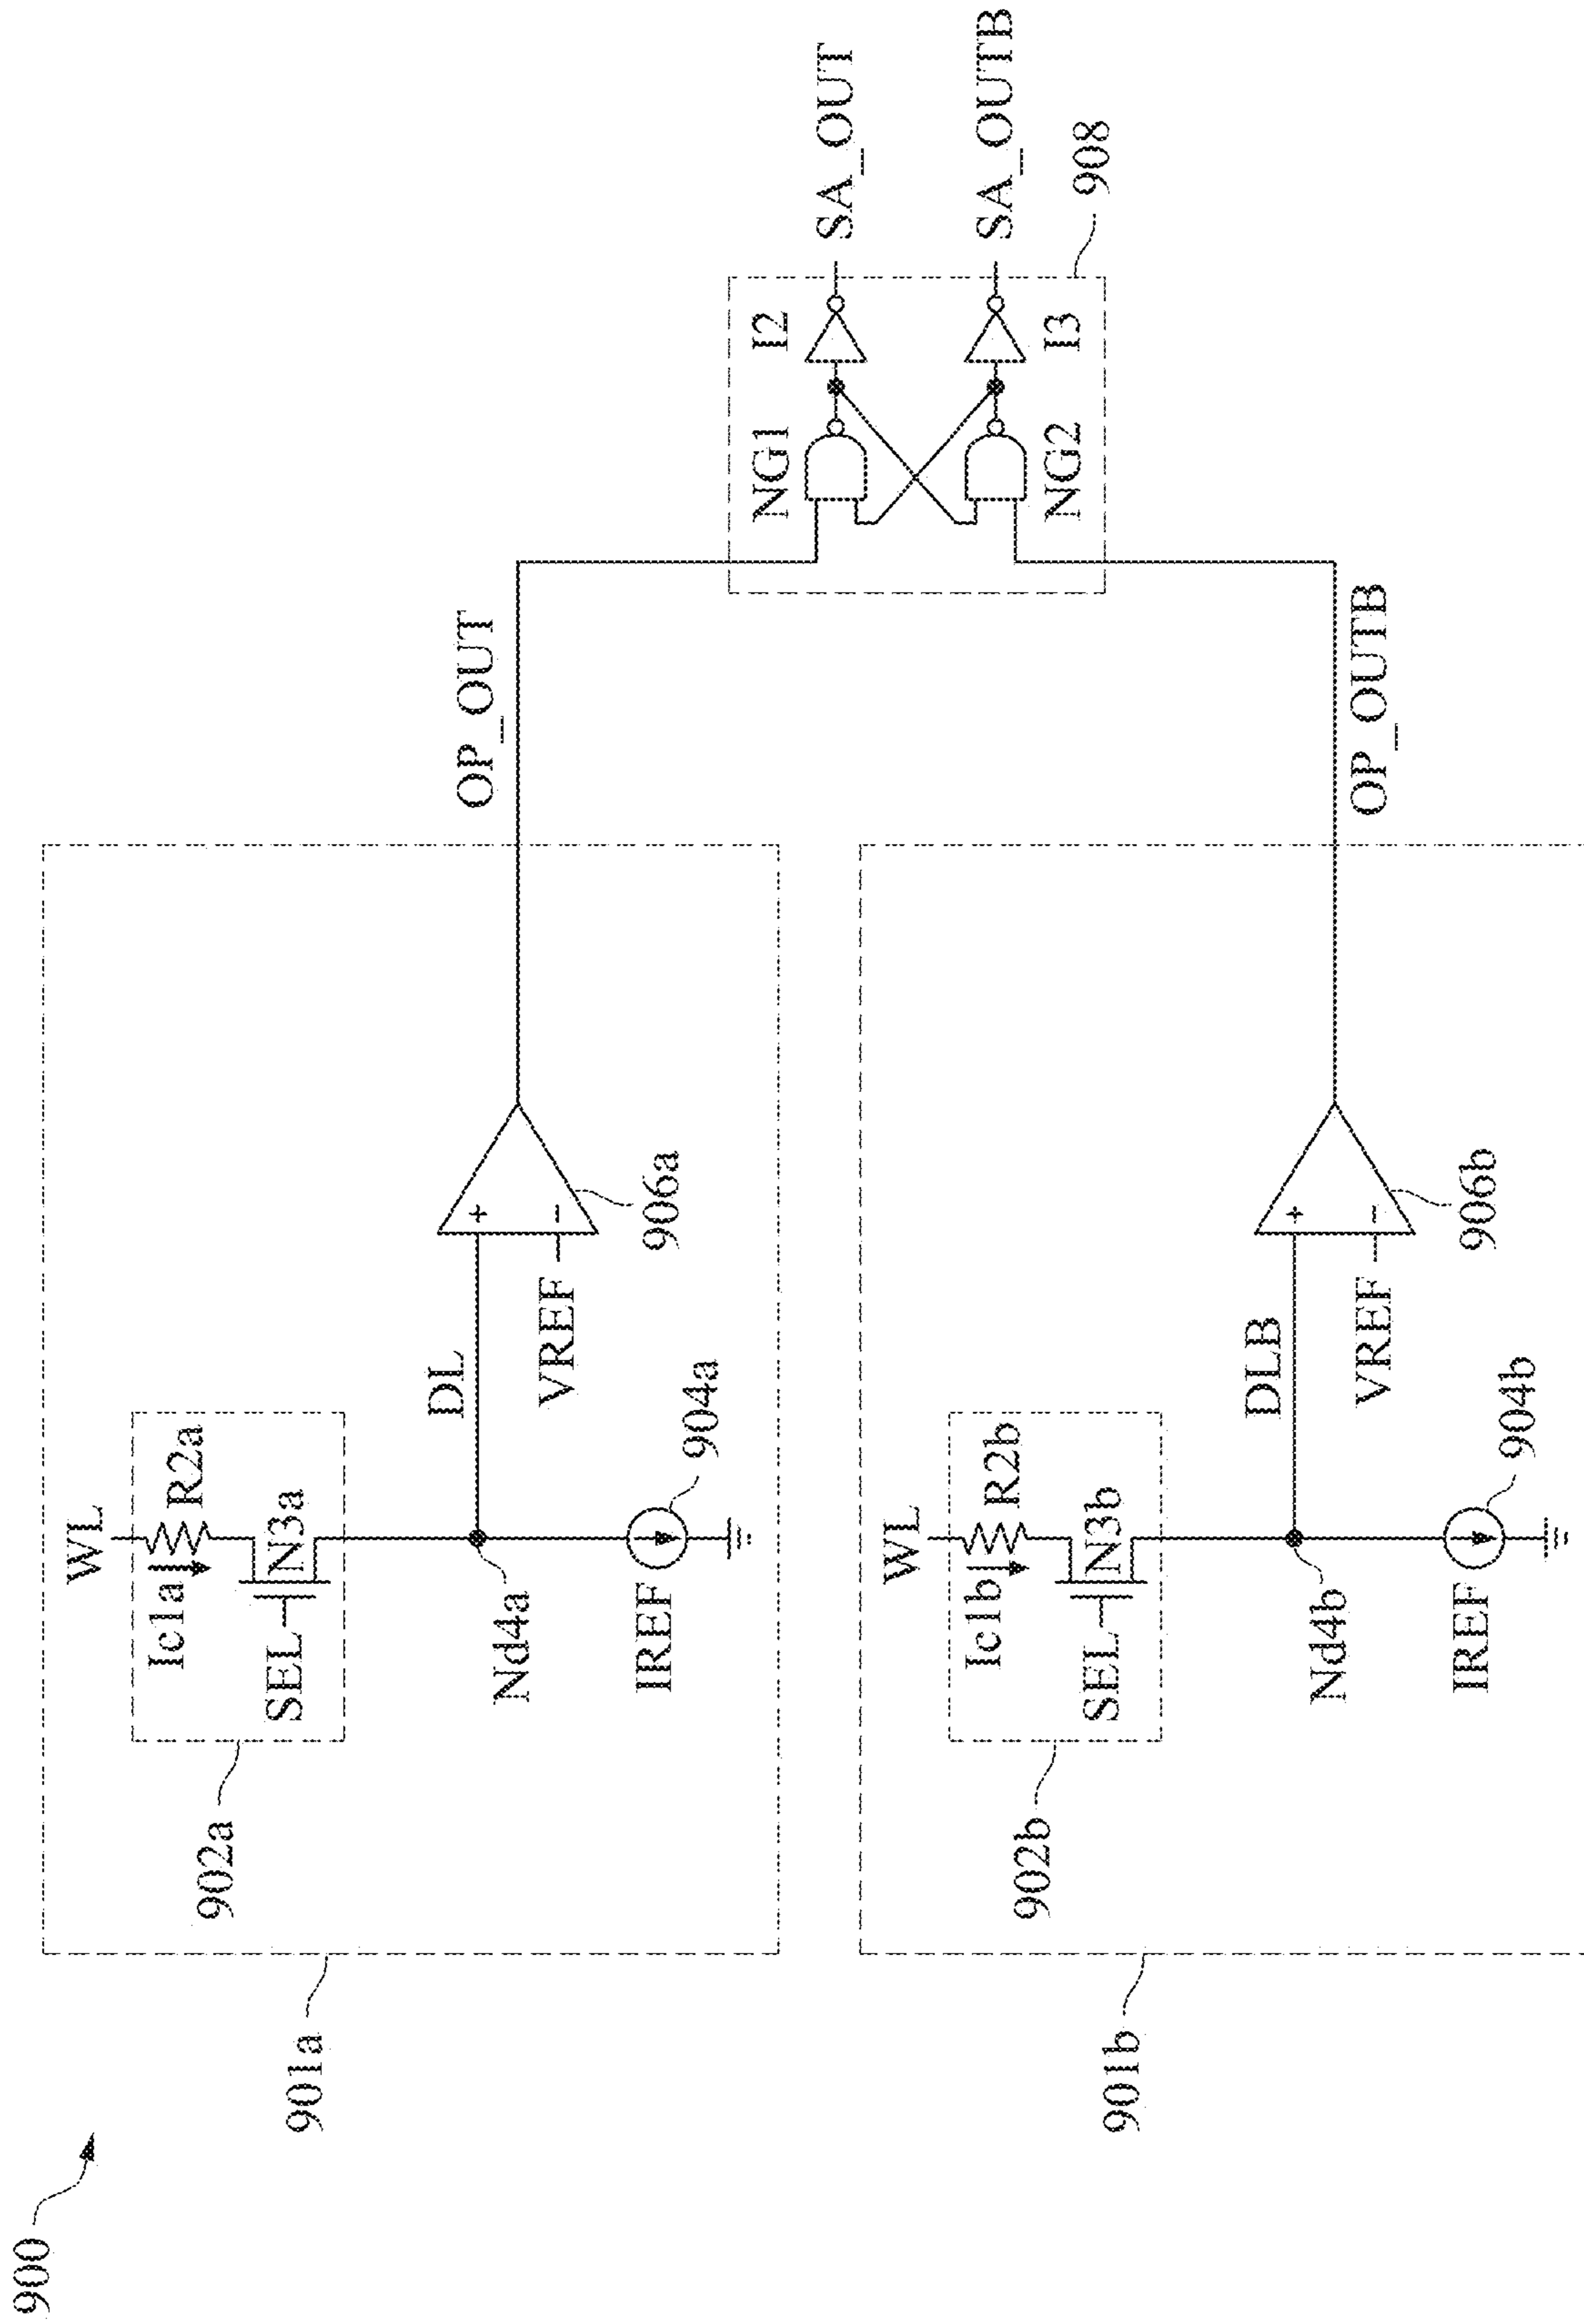 900
901a
902a
WL
Ic1a
R2a
SEL
N3a
Nd4a
DL
+
−
VREF
906a
IREF
904a
OP_OUT
901b
902b
WL
Ic1b
R2b
SEL
N3b
Nd4b
DLB
+
−
VREF
906b
IREF
904b
OP_OUTB
NG1
I2
SA_OUT
NG2
I3
SA_OUTB
908